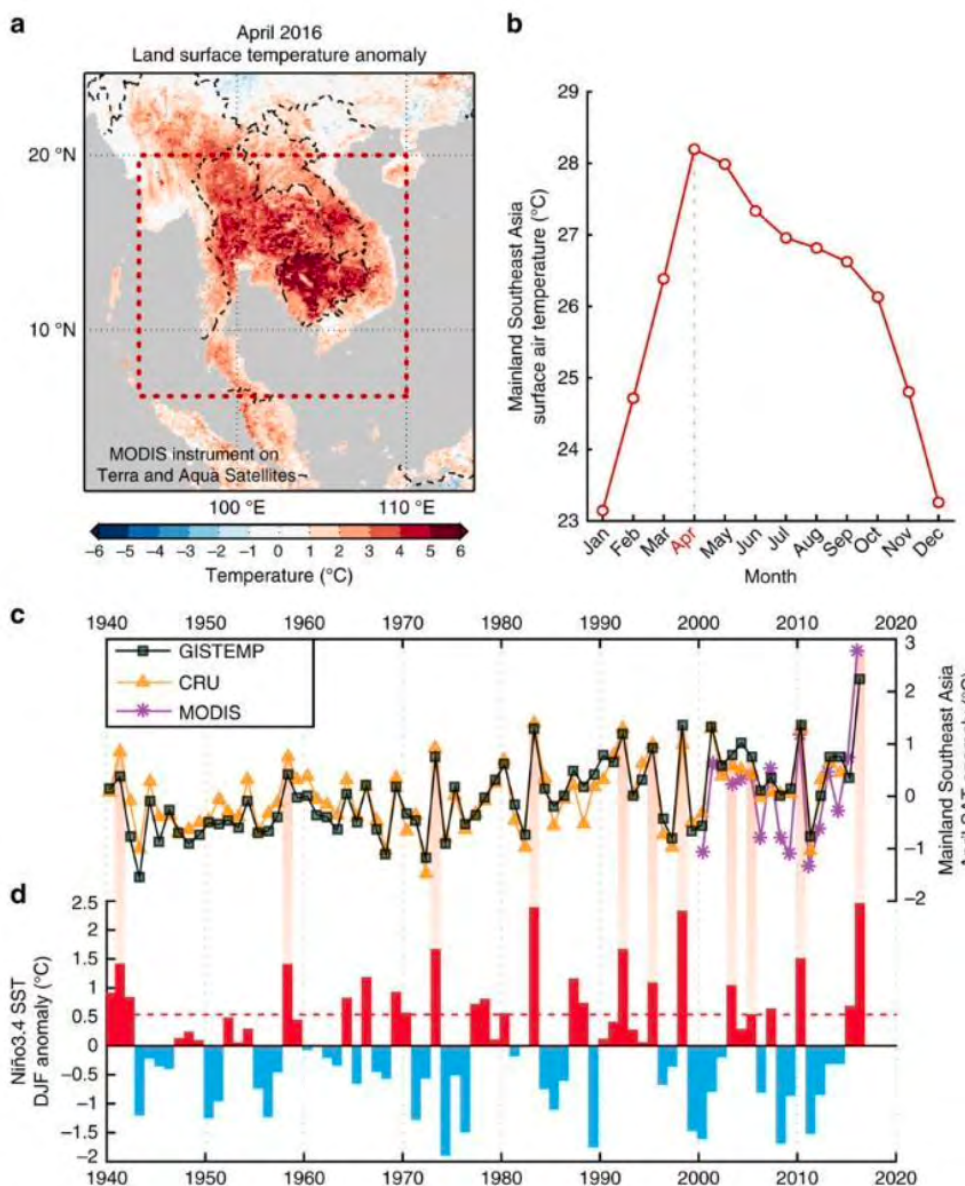 a
April 2016
Land surface temperature anomaly
20 °N
10 °N
MODIS instrument on
Terra and Aqua Satellites
100 °E
110 °E
−6 −5 −4 −3 −2 −1 0 1 2 3 4 5 6
Temperature (°C)
b
Mainland Southeast Asia
surface air temperature (°C)
29
28
27
26
25
24
23
Jan Feb Mar Apr May Jun Jul Aug Sep Oct Nov Dec
Month
c
1940 1950 1960 1970 1980 1990 2000 2010 2020
GISTEMP
CRU
MODIS
3
2
1
0
−1
−2
Mainland Southeast Asia
April SAT anomaly (°C)
d
Niño3.4 SST
DJF anomaly (°C)
2.5
2
1.5
1
0.5
0
−0.5
−1
−1.5
−2
1940 1950 1960 1970 1980 1990 2000 2010 2020